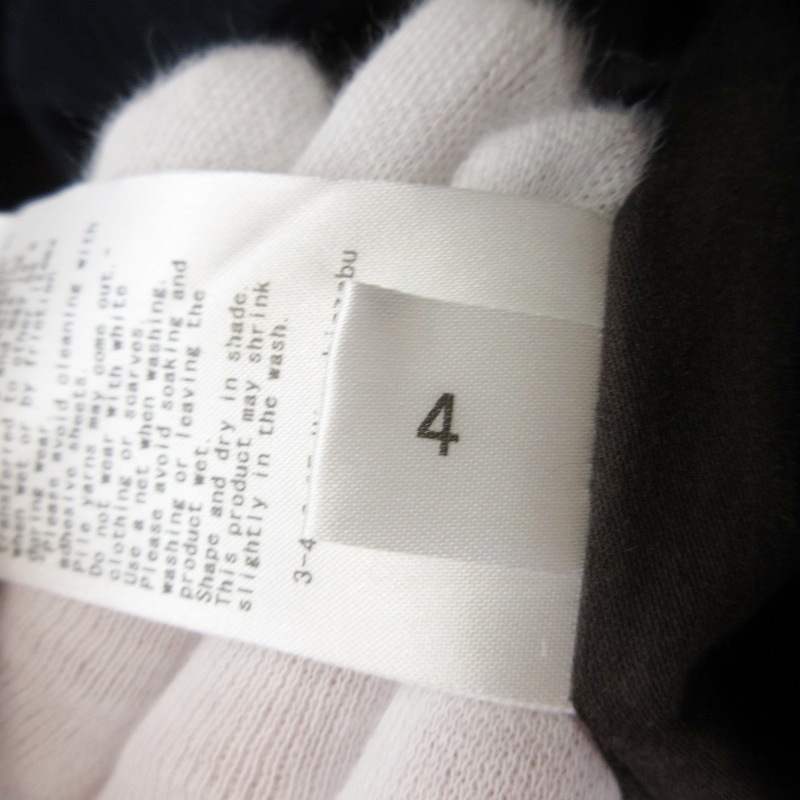 when wet or by friction
during wear.
Please avoid cleaning with
adhesive sheets.
Pile yarns may come out.
Do not wear with white
clothing or scarves.
Use a net when washing.
Please avoid soaking and
washing or leaving the
product wet.
Shape and dry in shade.
This product may shrink
slightly in the wash.
3-4
4